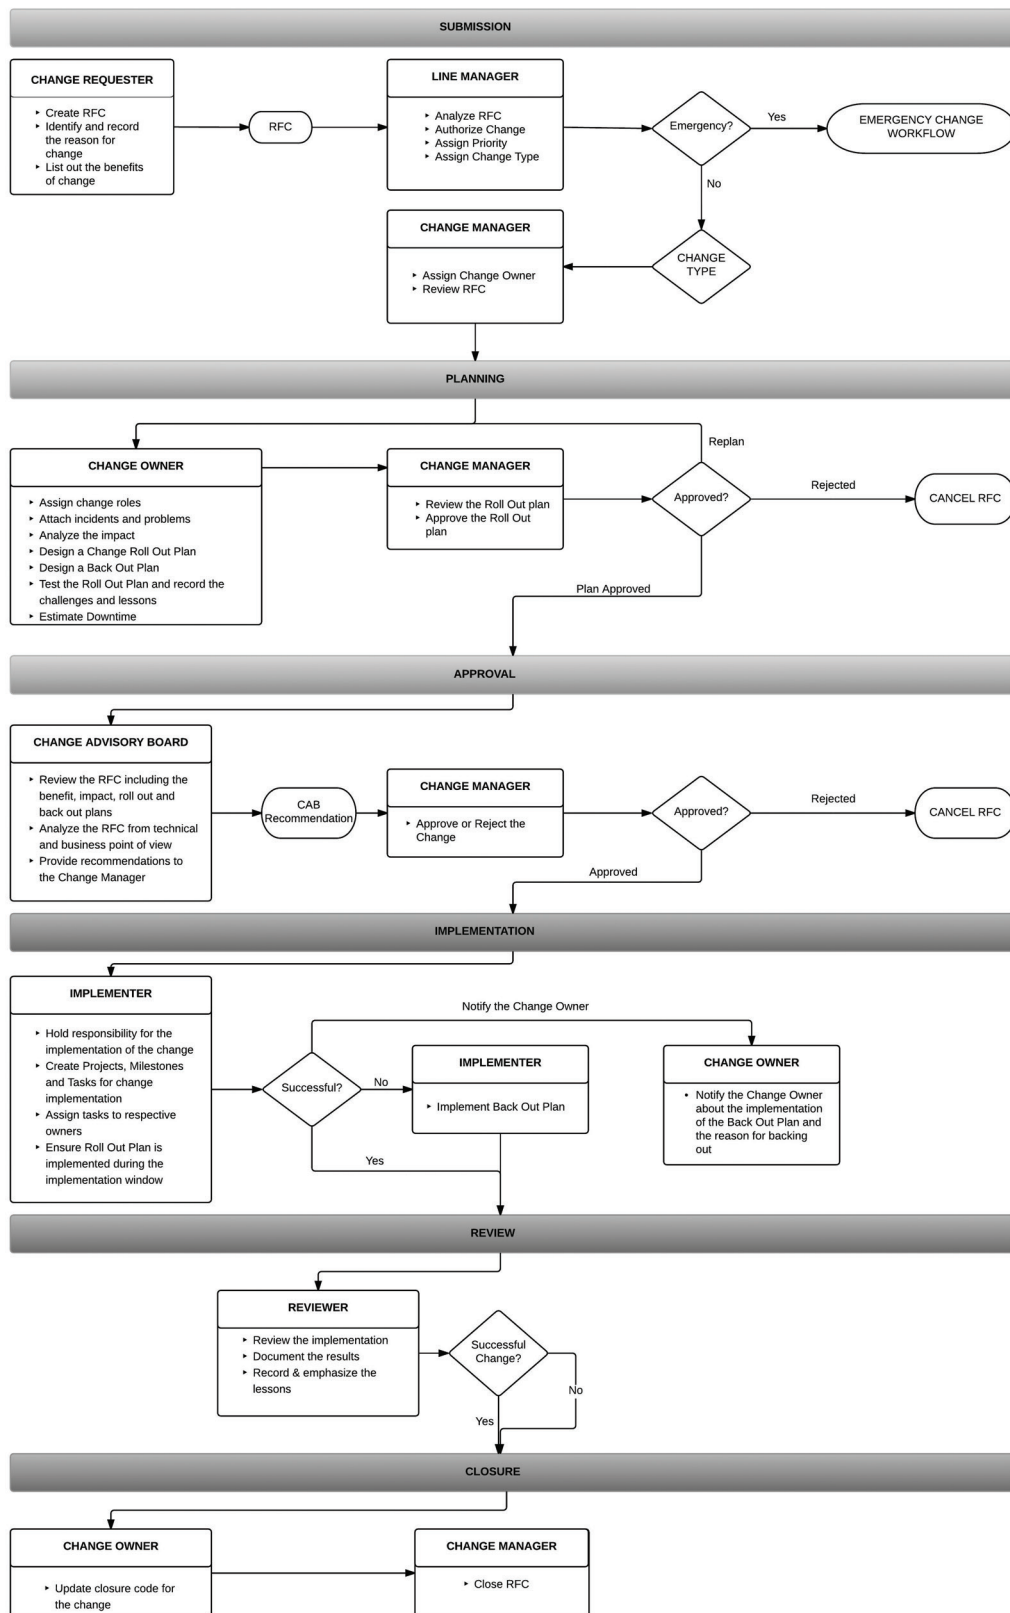 SUBMISSION
CHANGE REQUESTER
Create RFC
Identify and record
the reason for
change
List out the benefits
of change
RFC
LINE MANAGER
Analyze RFC
Authorize Change
Assign Priority
Assign Change Type
Emergency?
Yes
EMERGENCY CHANGE
WORKFLOW
No
CHANGE
TYPE
CHANGE MANAGER
Assign Change Owner
Review RFC
PLANNING
CHANGE OWNER
Assign change roles
Attach incidents and problems
Analyze the impact
Design a Change Roll Out Plan
Design a Back Out Plan
Test the Roll Out Plan and record the
challenges and lessons
Estimate Downtime
CHANGE MANAGER
Review the Roll Out plan
Approve the Roll Out
plan
Replan
Approved?
Rejected
CANCEL RFC
Plan Approved
APPROVAL
CHANGE ADVISORY BOARD
Review the RFC including the
benefit, impact, roll out and
back out plans
Analyze the RFC from technical
and business point of view
Provide recommendations to
the Change Manager
CAB
Recommendation
CHANGE MANAGER
Approve or Reject the
Change
Approved?
Rejected
CANCEL RFC
Approved
IMPLEMENTATION
IMPLEMENTER
Hold responsibility for the
implementation of the change
Create Projects, Milestones
and Tasks for change
implementation
Assign tasks to respective
owners
Ensure Roll Out Plan is
implemented during the
implementation window
Successful?
Notify the Change Owner
No
IMPLEMENTER
Implement Back Out Plan
CHANGE OWNER
Notify the Change Owner
about the implementation
of the Back Out Plan and
the reason for backing
out
Yes
REVIEW
REVIEWER
Review the implementation
Document the results
Record & emphasize the
lessons
Successful
Change?
No
Yes
CLOSURE
CHANGE OWNER
Update closure code for
the change
CHANGE MANAGER
Close RFC